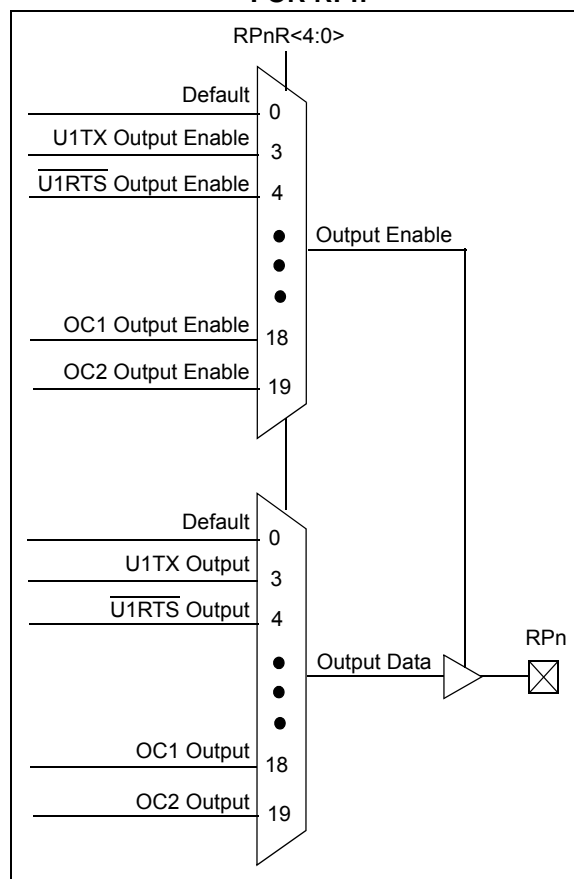 RPnR<4:0>
Default
0
U1TX Output Enable
3
U1RTS Output Enable
4
Output Enable
OC1 Output Enable
18
OC2 Output Enable
19
Default
0
U1TX Output
3
U1RTS Output
4
RPn
Output Data
OC1 Output
18
OC2 Output
19